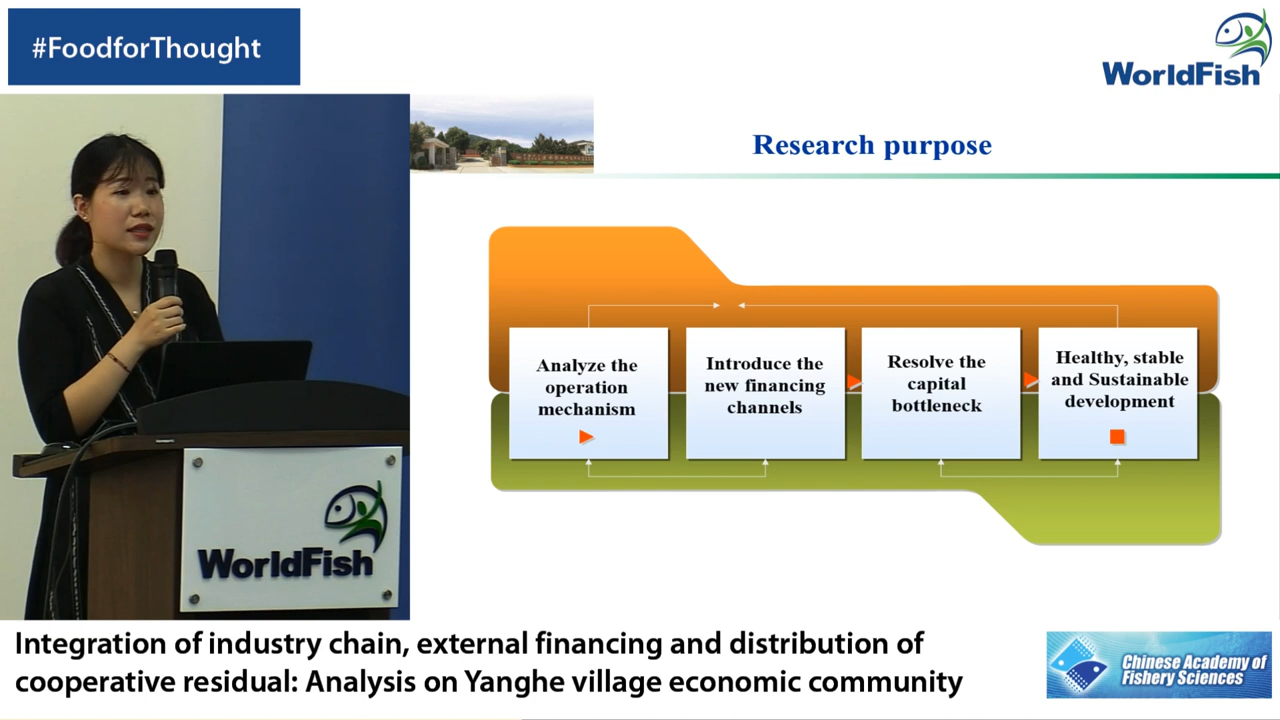 #FoodforThought
WorldFish
Research purpose
Analyze the
operation
mechanism
Introduce the
new financing
channels
Resolve the
capital
bottleneck
Healthy, stable
and Sustainable
development
WorldFish
Integration of industry chain, external financing and distribution of
cooperative residual: Analysis on Yanghe village economic community
Chinese Academy of
Fishery Sciences